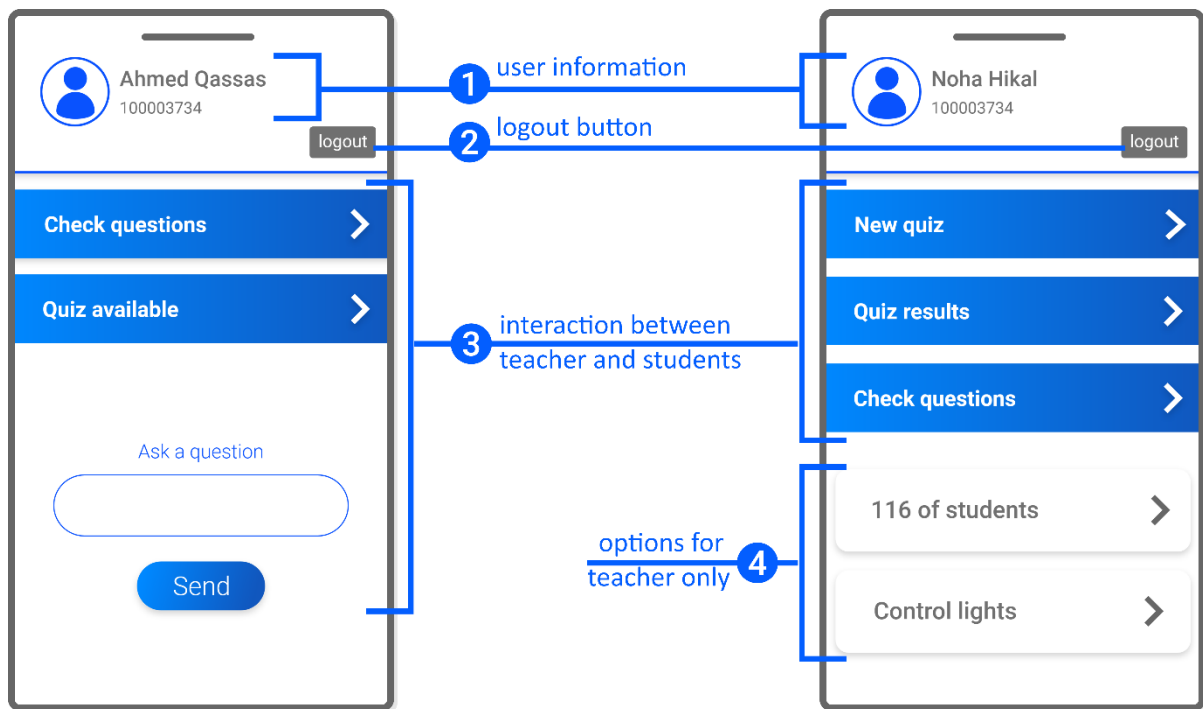 Ahmed Qassas
100003734
logout
Check questions
Quiz available
Ask a question
Send
1
user information
2
logout button
3
interaction between
teacher and students
options for
teacher only
4
Noha Hikal
100003734
logout
New quiz
Quiz results
Check questions
116 of students
Control lights